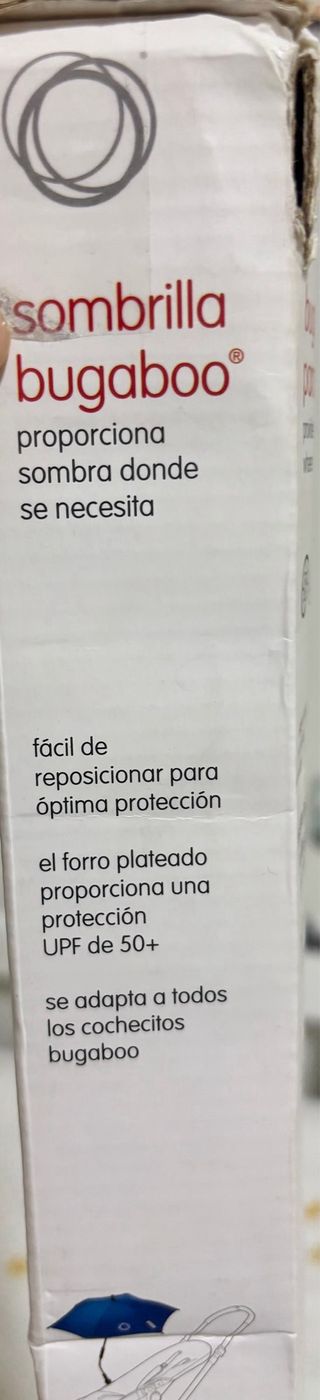 sombrilla
bugaboo®
proporciona
sombra donde
se necesita
fácil de
reposicionar para
óptima protección
el forro plateado
proporciona una
protección
UPF de 50+
se adapta a todos
los cochecitos
bugaboo